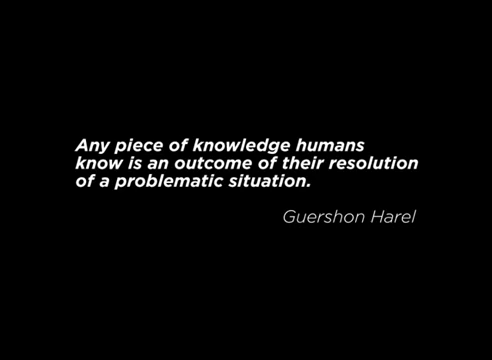 Any piece of knowledge humans
know is an outcome of their resolution
of a problematic situation.
Guershon Harel